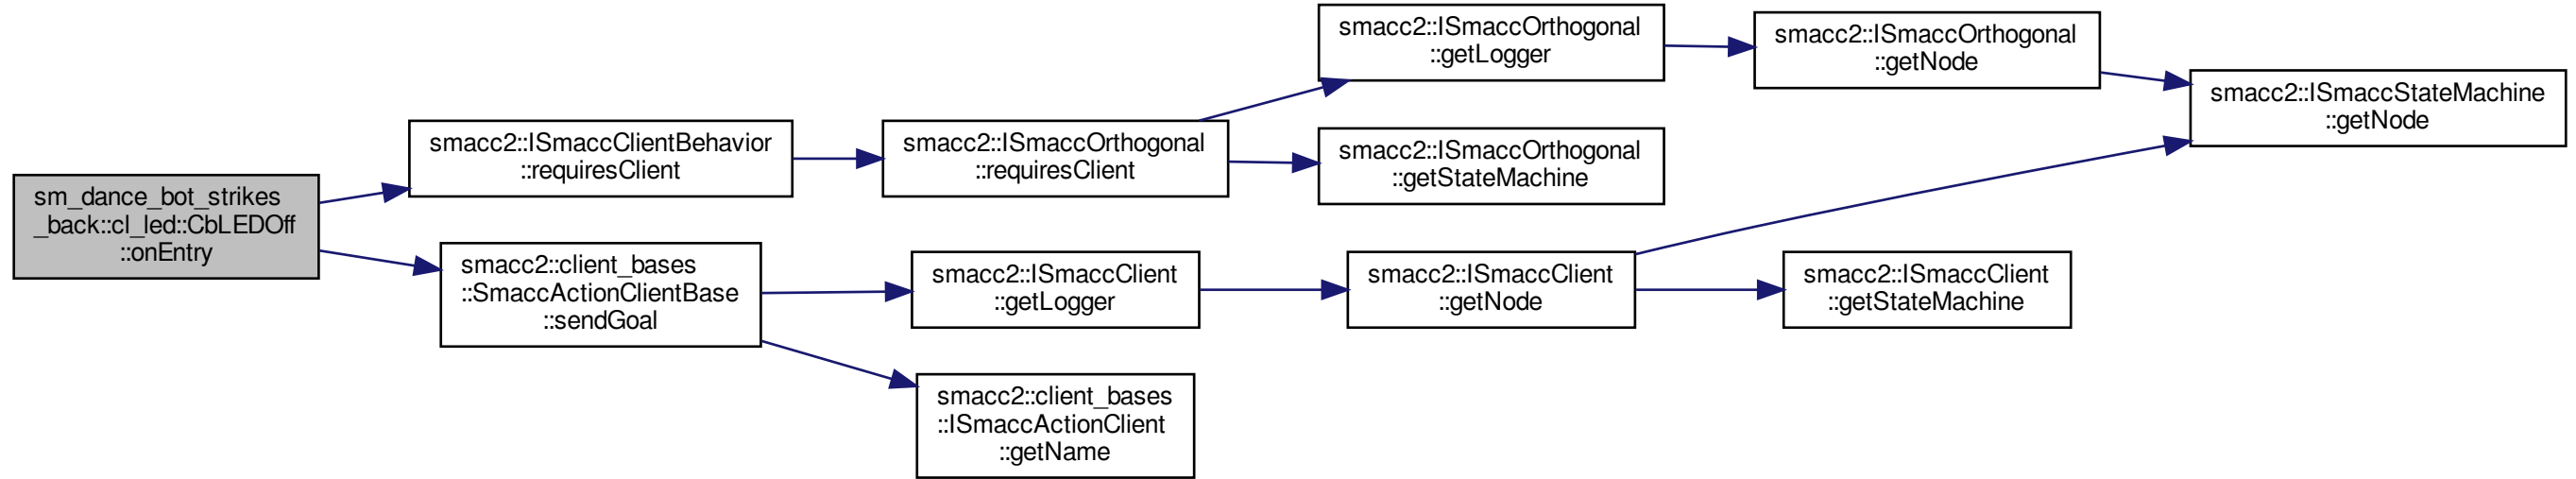 sm_dance_bot_strikes
_back::cl_led::CbLEDOff
::onEntry
smacc2::ISmaccClientBehavior
::requiresClient
smacc2::ISmaccOrthogonal
::requiresClient
smacc2::ISmaccOrthogonal
::getLogger
smacc2::ISmaccOrthogonal
::getNode
smacc2::ISmaccStateMachine
::getNode
smacc2::ISmaccOrthogonal
::getStateMachine
smacc2::client_bases
::SmaccActionClientBase
::sendGoal
smacc2::ISmaccClient
::getLogger
smacc2::ISmaccClient
::getNode
smacc2::ISmaccClient
::getStateMachine
smacc2::client_bases
::ISmaccActionClient
::getName